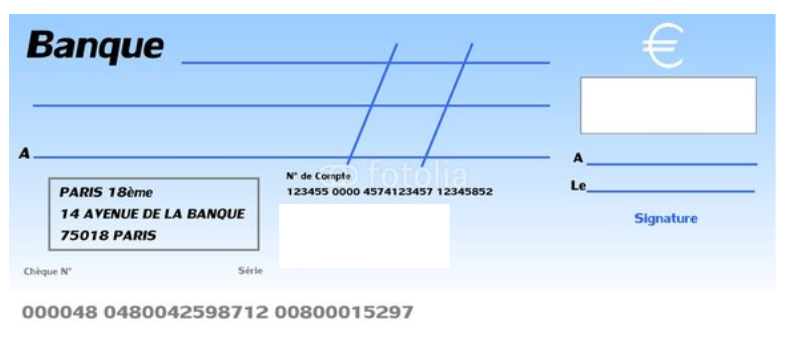 Banque
€
A
fotolia
N° de Compte
123455 0000 4574123457 12345852
PARIS 18ème
14 AVENUE DE LA BANQUE
75018 PARIS
A
Le
Signature
Chèque N° Série
000048 0480042598712 00800015297